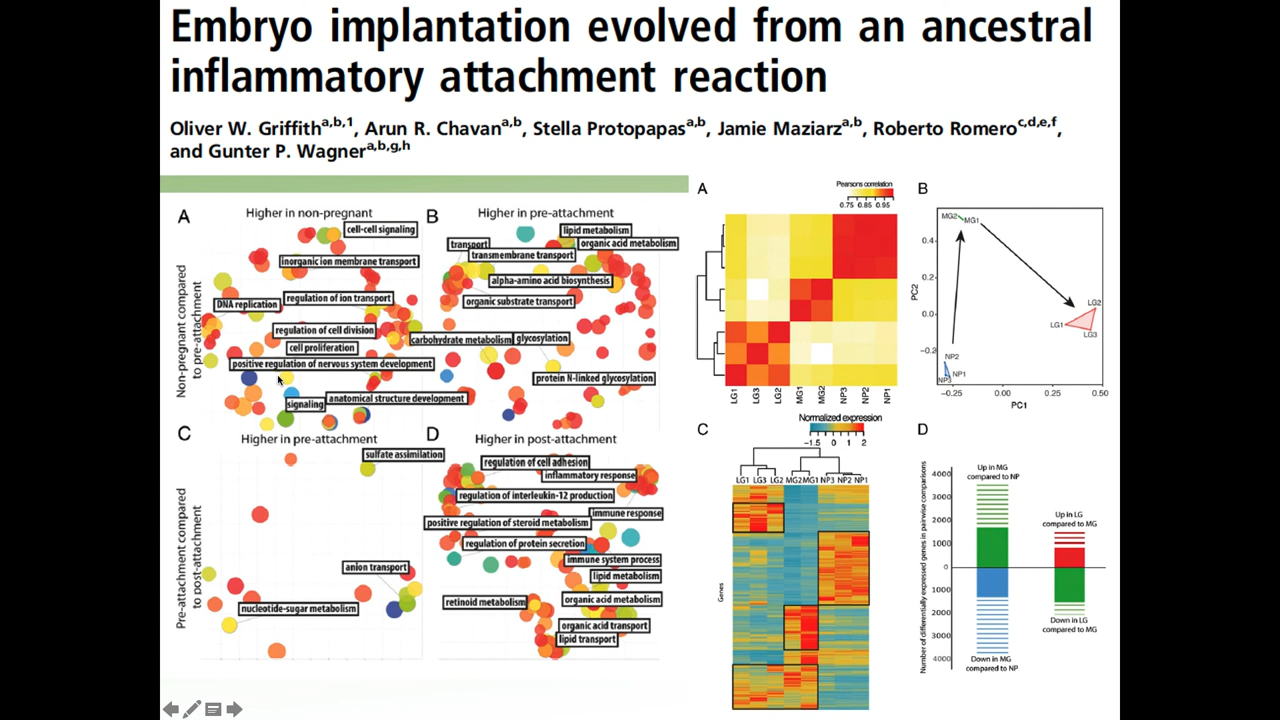 Embryo implantation evolved from an ancestral
inflammatory attachment reaction
Oliver W. Griffith a,b,1, Arun R. Chavan a,b, Stella Protopapas a,b, Jamie Maziarz a,b, Roberto Romero c,d,e,f,
and Gunter P. Wagner a,b,g,h
A
Higher in non-pregnant
Non-pregnant compared
to pre-attachment
cell-cell signaling
inorganic ion membrane transport
DNA replication
regulation of ion transport
regulation of cell division
cell proliferation
positive regulation of nervous system development
signaling
anatomical structure development
B
Higher in pre-attachment
lipid metabolism
transport
organic acid metabolism
transmembrane transport
alpha-amino acid biosynthesis
organic substrate transport
carbohydrate metabolism
glycosylation
protein N-linked glycosylation
C
Higher in pre-attachment
Pre-attachment compared
to post-attachment
sulfate assimilation
anion transport
nucleotide-sugar metabolism
D
Higher in post-attachment
regulation of cell adhesion
inflammatory response
regulation of interleukin-12 production
immune response
positive regulation of steroid metabolism
regulation of protein secretion
immune system process
lipid metabolism
retinoid metabolism
organic acid metabolism
organic acid transport
lipid transport
A
Pearsons correlation
0.75 0.85 0.95
LG1 LG3 LG2 MG1 MG2 NP3 NP2 NP1
B
PC2
0.4
0.2
0.0
-0.2
MG2
MG1
LG2
LG1
LG3
NP2
NP1
NP3
-0.25 0.00 0.25 0.50
PC1
C
Normalized expression
-1.5 0 1 2
LG1 LG3 LG2 MG2 MG1 NP3 NP2 NP1
Genes
D
Number of differentially expressed genes in pairwise comparisons
4000
3000
2000
1000
0
1000
2000
3000
4000
Up in MG
compared to NP
Up in LG
compared to MG
Down in LG
compared to MG
Down in MG
compared to NP